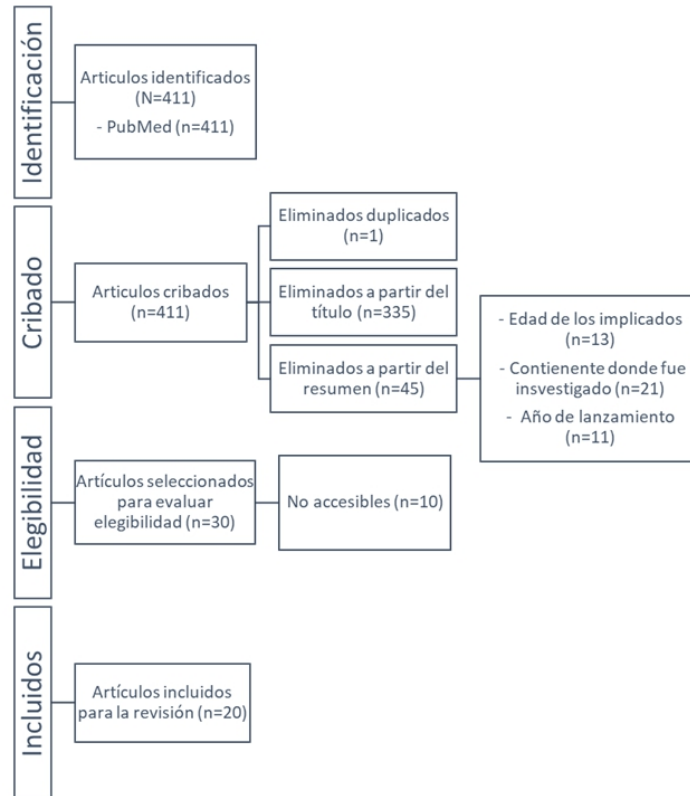 Identificación
Articulos identificados
(N=411)
- PubMed (n=411)
Cribado
Articulos cribados
(n=411)
Eliminados duplicados
(n=1)
Eliminados a partir del
título (n=335)
Eliminados a partir del
resumen (n=45)
- Edad de los implicados
(n=13)
- Contienente donde fue
insvestigado (n=21)
- Año de lanzamiento
(n=11)
Elegibilidad
Artículos seleccionados
para evaluar
elegibilidad (n=30)
No accesibles (n=10)
Incluidos
Artículos incluidos
para la revisión (n=20)